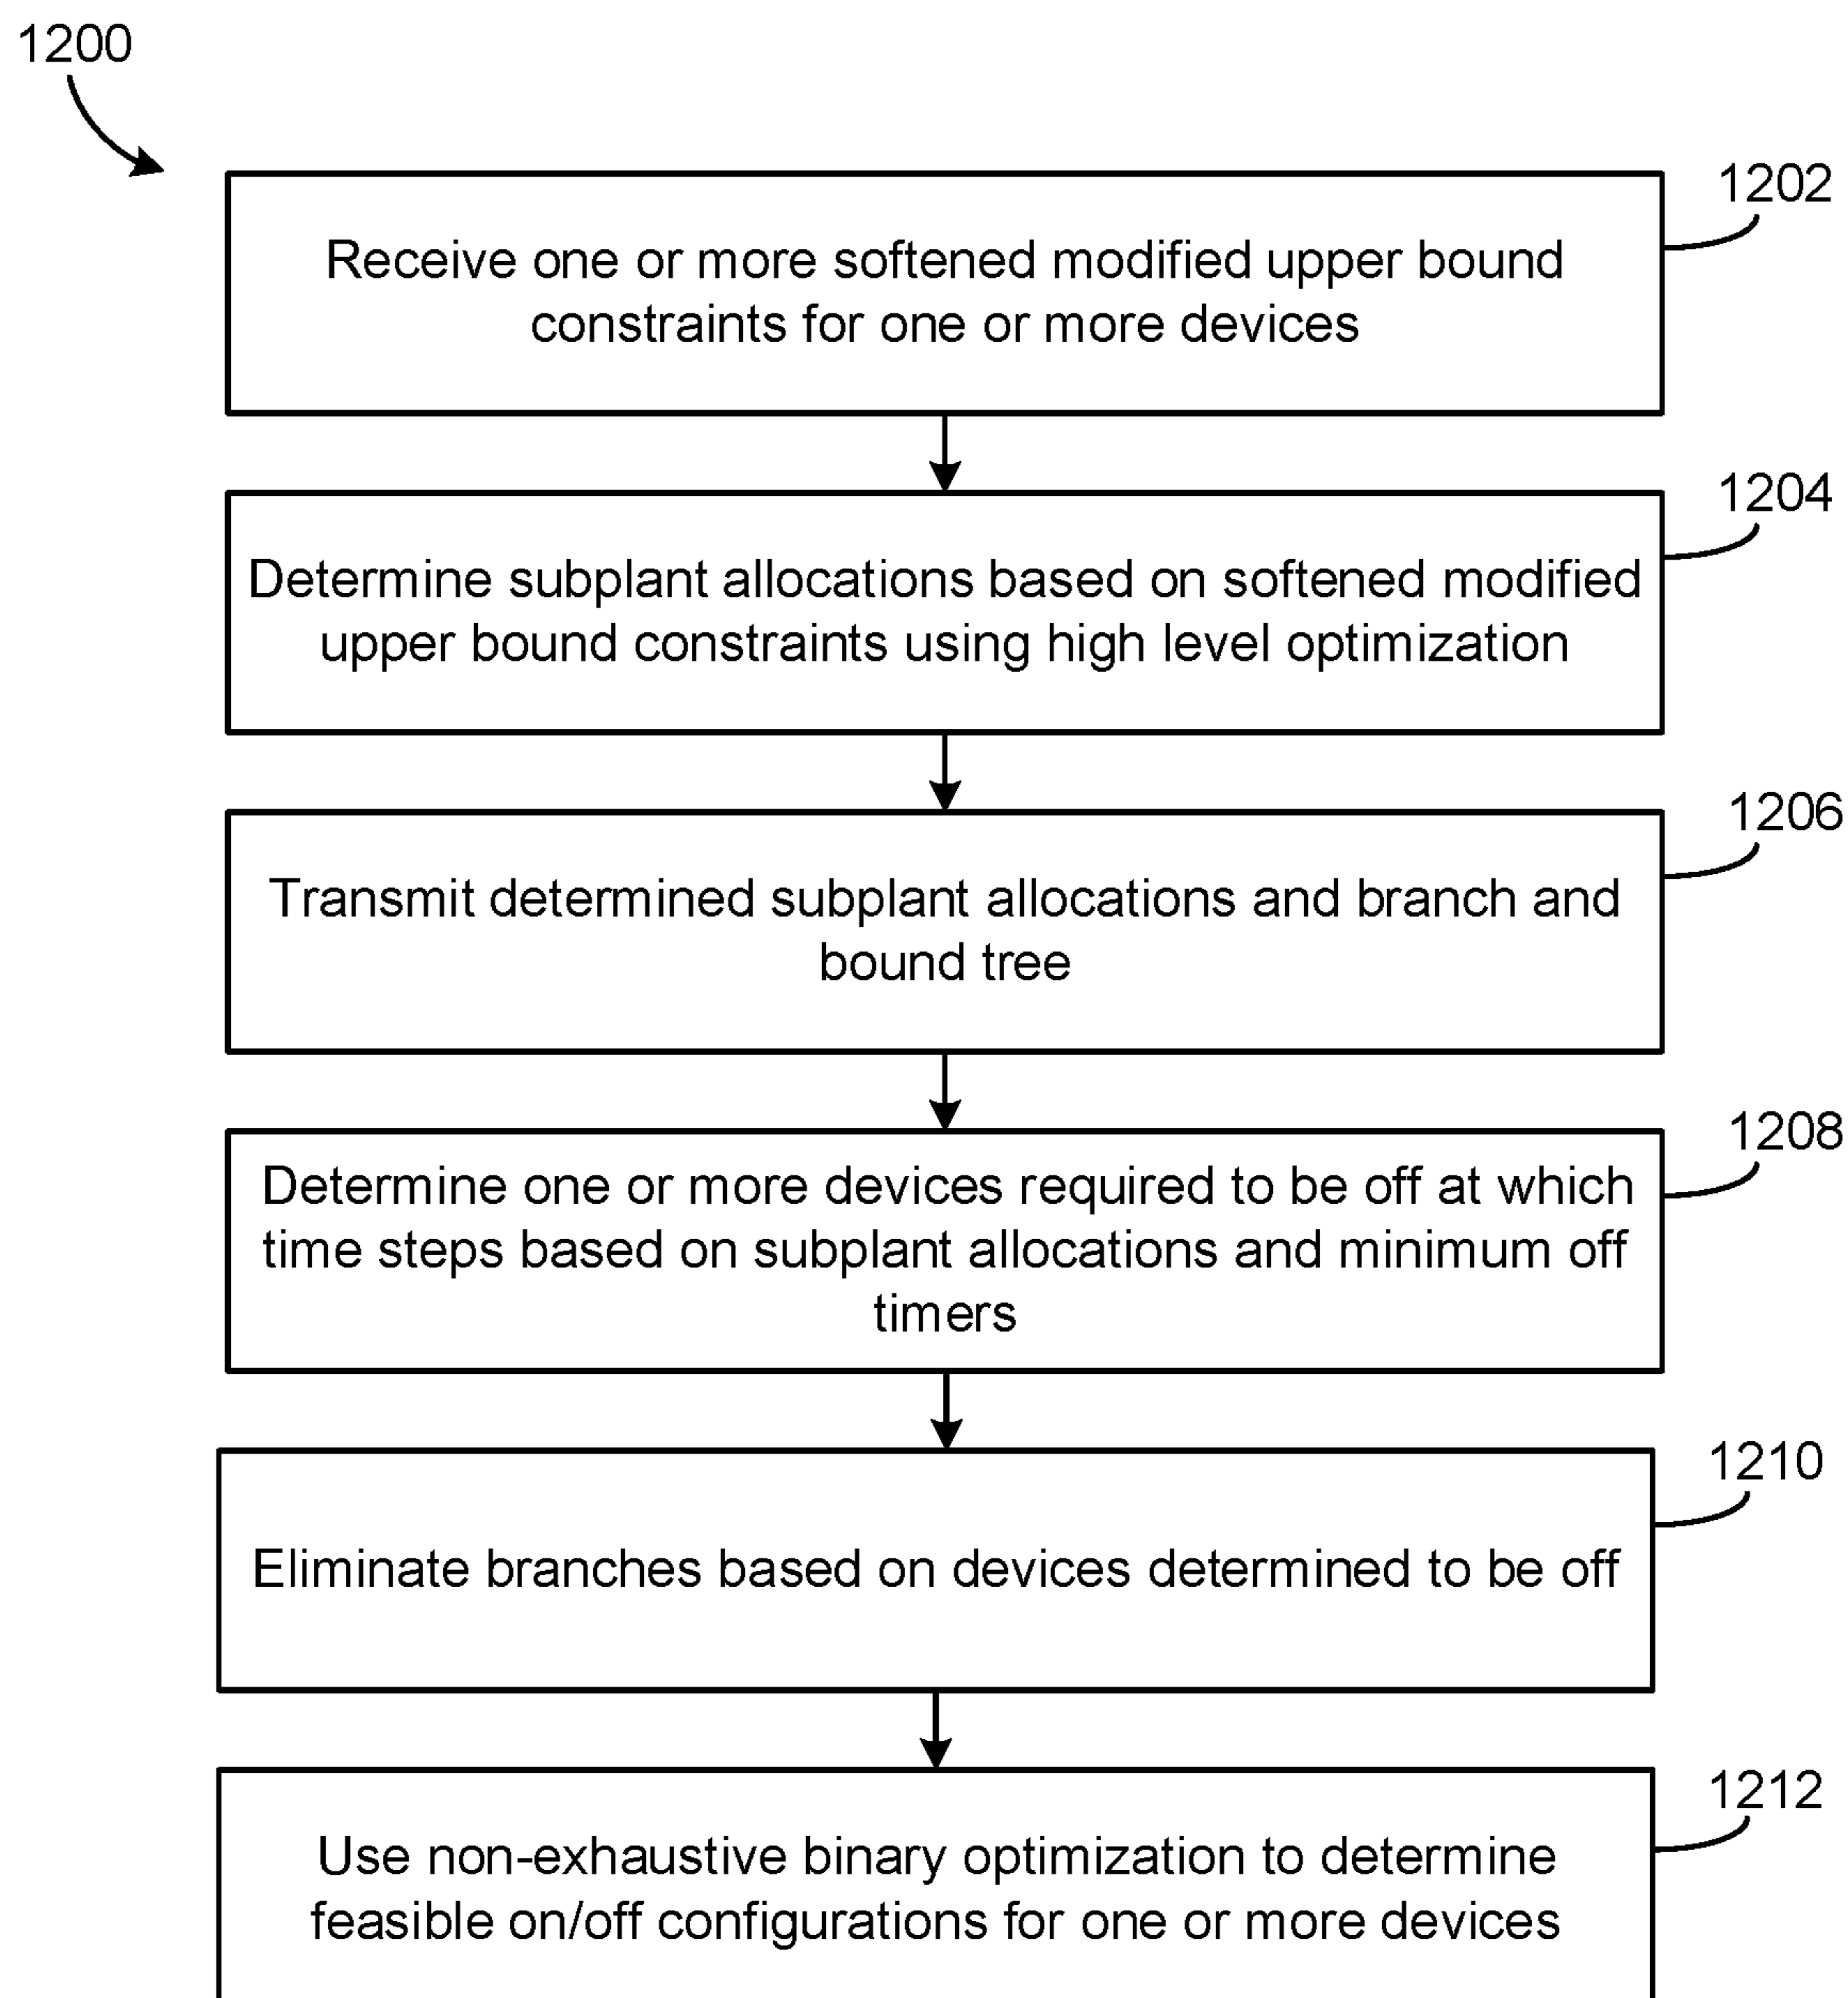 1200
1202
Receive one or more softened modified upper bound
constraints for one or more devices
1204
Determine subplant allocations based on softened modified
upper bound constraints using high level optimization
1206
Transmit determined subplant allocations and branch and
bound tree
1208
Determine one or more devices required to be off at which
time steps based on subplant allocations and minimum off
timers
1210
Eliminate branches based on devices determined to be off
1212
Use non-exhaustive binary optimization to determine
feasible on/off configurations for one or more devices